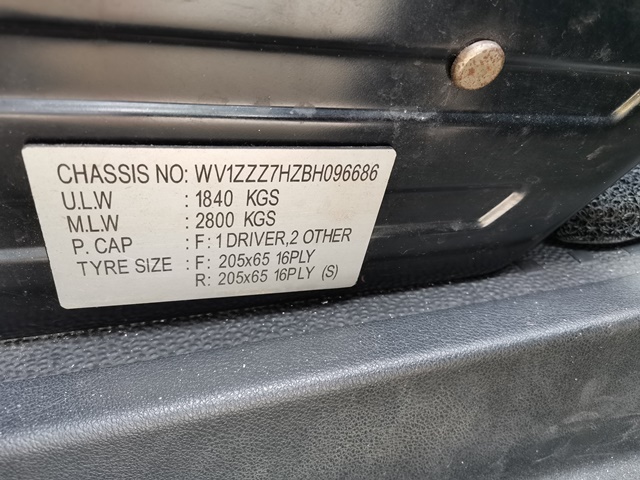 CHASSIS NO: WV1ZZZ7HZBH096686
U.L.W : 1840 KGS
M.L.W : 2800 KGS
P. CAP : F: 1 DRIVER,2 OTHER
TYRE SIZE : F: 205x65 16PLY
R: 205x65 16PLY (S)